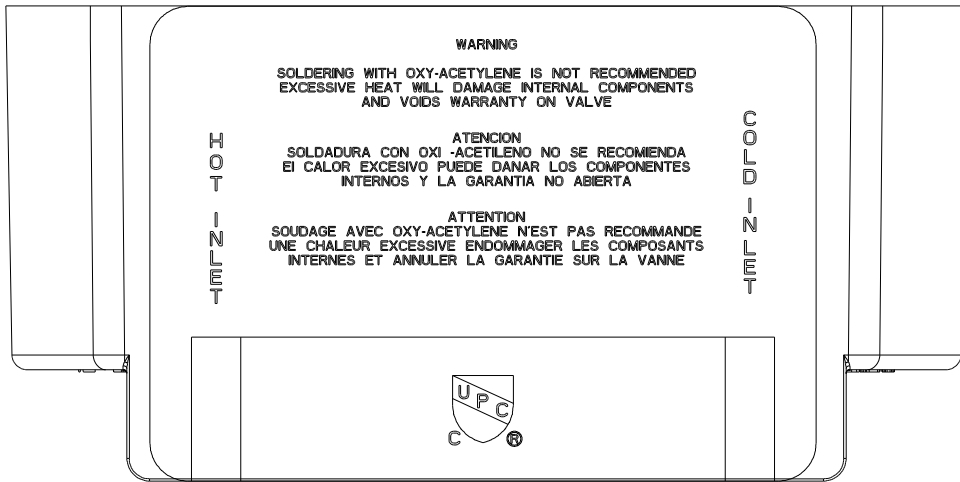 WARNING
SOLDERING WITH OXY-ACETYLENE IS NOT RECOMMENDED
EXCESSIVE HEAT WILL DAMAGE INTERNAL COMPONENTS
AND VOIDS WARRANTY ON VALVE
HOT INLET
ATENCION
SOLDADURA CON OXI -ACETILENO NO SE RECOMIENDA
El CALOR EXCESIVO PUEDE DANAR LOS COMPONENTES
INTERNOS Y LA GARANTIA NO ABIERTA
COLD INLET
ATTENTION
SOUDAGE AVEC OXY-ACETYLENE N'EST PAS RECOMMANDE
UNE CHALEUR EXCESSIVE ENDOMMAGER LES COMPOSANTS
INTERNES ET ANNULER LA GARANTIE SUR LA VANNE
UPC
C ®